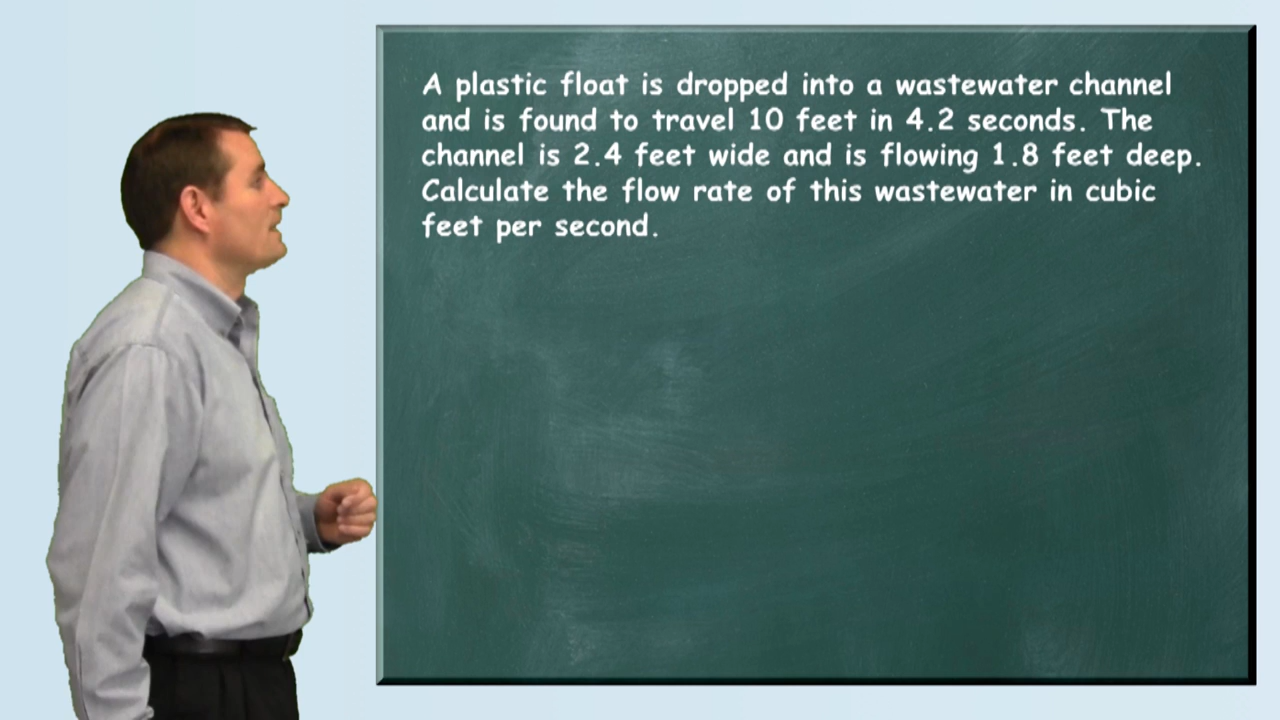 A plastic float is dropped into a wastewater channel
and is found to travel 10 feet in 4.2 seconds. The
channel is 2.4 feet wide and is flowing 1.8 feet deep.
Calculate the flow rate of this wastewater in cubic
feet per second.